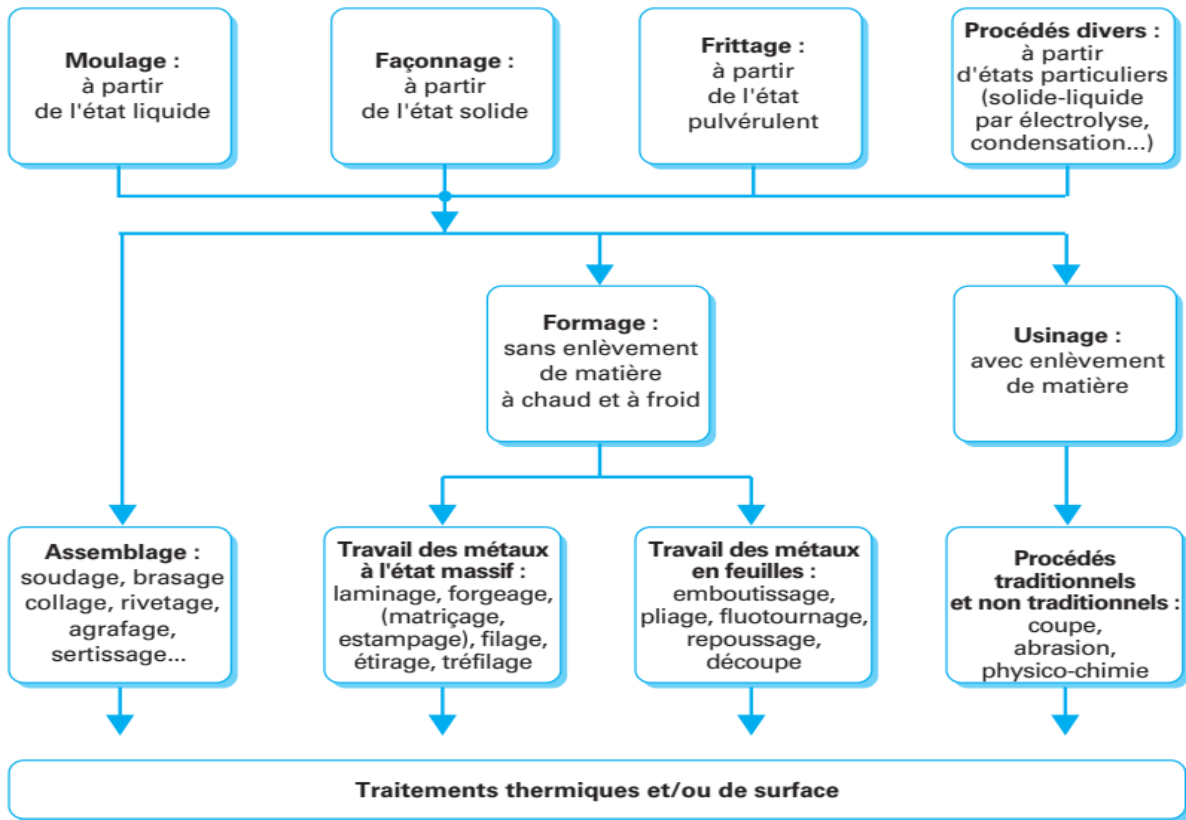 Moulage :
à partir
de l'état liquide
Façonnage :
à partir
de l'état solide
Frittage :
à partir
de l'état
pulvérulent
Procédés divers :
à partir
d'états particuliers
(solide-liquide
par électrolyse,
condensation...)
Formage :
sans enlèvement
de matière
à chaud et à froid
Usinage :
avec enlèvement
de matière
Assemblage :
soudage, brasage
collage, rivetage,
agrafage,
sertissage...
Travail des métaux
à l'état massif :
laminage, forgeage,
(matriçage,
estampage), filage,
étirage, tréfilage
Travail des métaux
en feuilles :
emboutissage,
pliage, fluotournage,
repoussage,
découpe
Procédés
traditionnels
et non traditionnels :
coupe,
abrasion,
physico-chimie
Traitements thermiques et/ou de surface